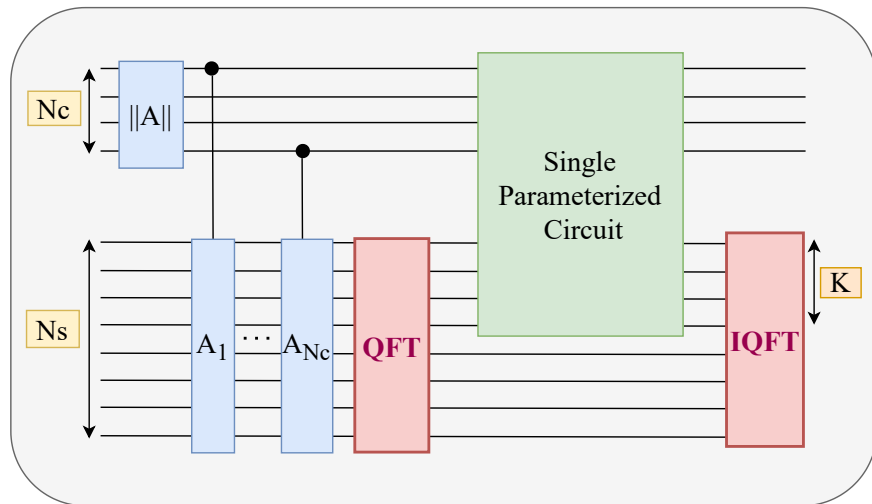 Nc
||A||
Single
Parameterized
Circuit
Ns
A1
...
ANc
QFT
IQFT
K